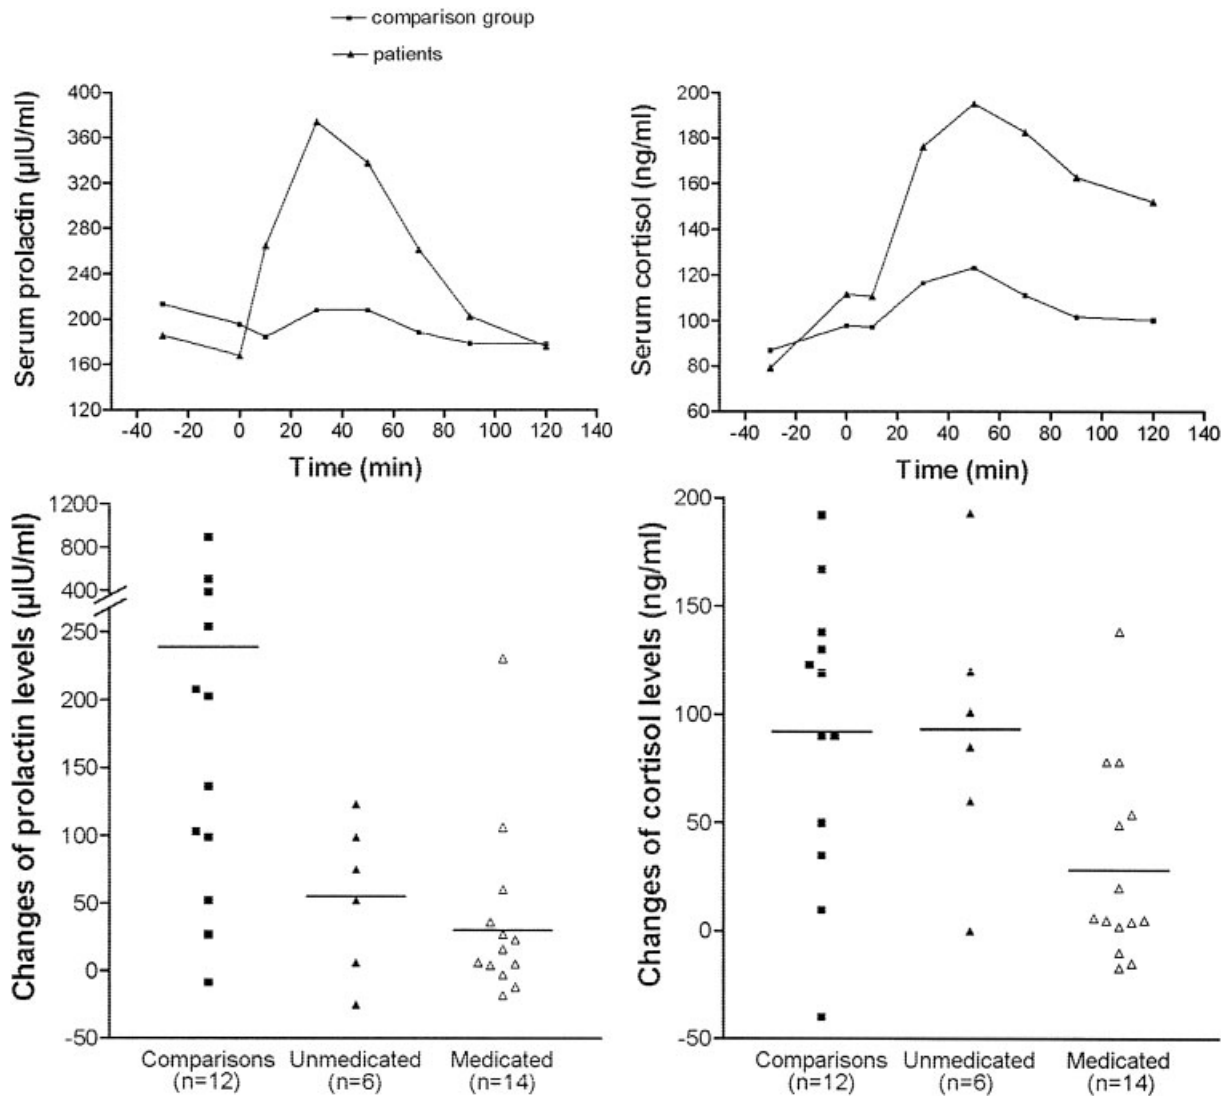 comparison group
patients
Serum prolactin (µIU/ml)
400
360
320
280
240
200
160
120
-40 -20 0 20 40 60 80 100 120 140
Time (min)
Serum cortisol (ng/ml)
200
180
160
140
120
100
80
60
-40 -20 0 20 40 60 80 100 120 140
Time (min)
Changes of prolactin levels (µIU/ml)
1200
800
400
250
200
150
100
50
0
-50
Comparisons Unmedicated Medicated
(n=12) (n=6) (n=14)
Changes of cortisol levels (ng/ml)
200
150
100
50
0
-50
Comparisons Unmedicated Medicated
(n=12) (n=6) (n=14)